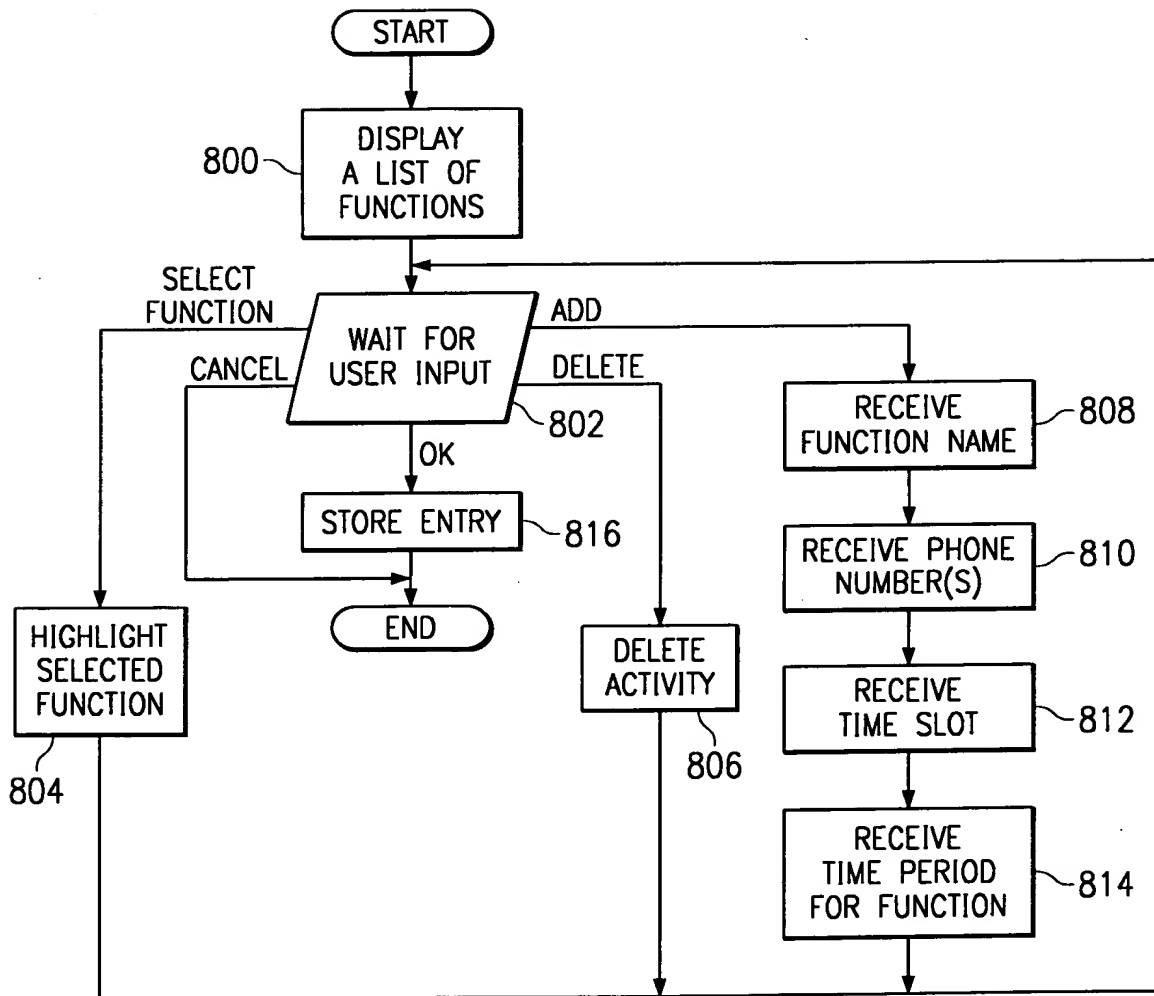 START
800
DISPLAY
A LIST OF
FUNCTIONS
SELECT
FUNCTION
CANCEL
WAIT FOR
USER INPUT
802
ADD
DELETE
OK
STORE ENTRY
816
END
HIGHLIGHT
SELECTED
FUNCTION
804
DELETE
ACTIVITY
806
RECEIVE
FUNCTION NAME
808
RECEIVE PHONE
NUMBER(S)
810
RECEIVE
TIME SLOT
812
RECEIVE
TIME PERIOD
FOR FUNCTION
814